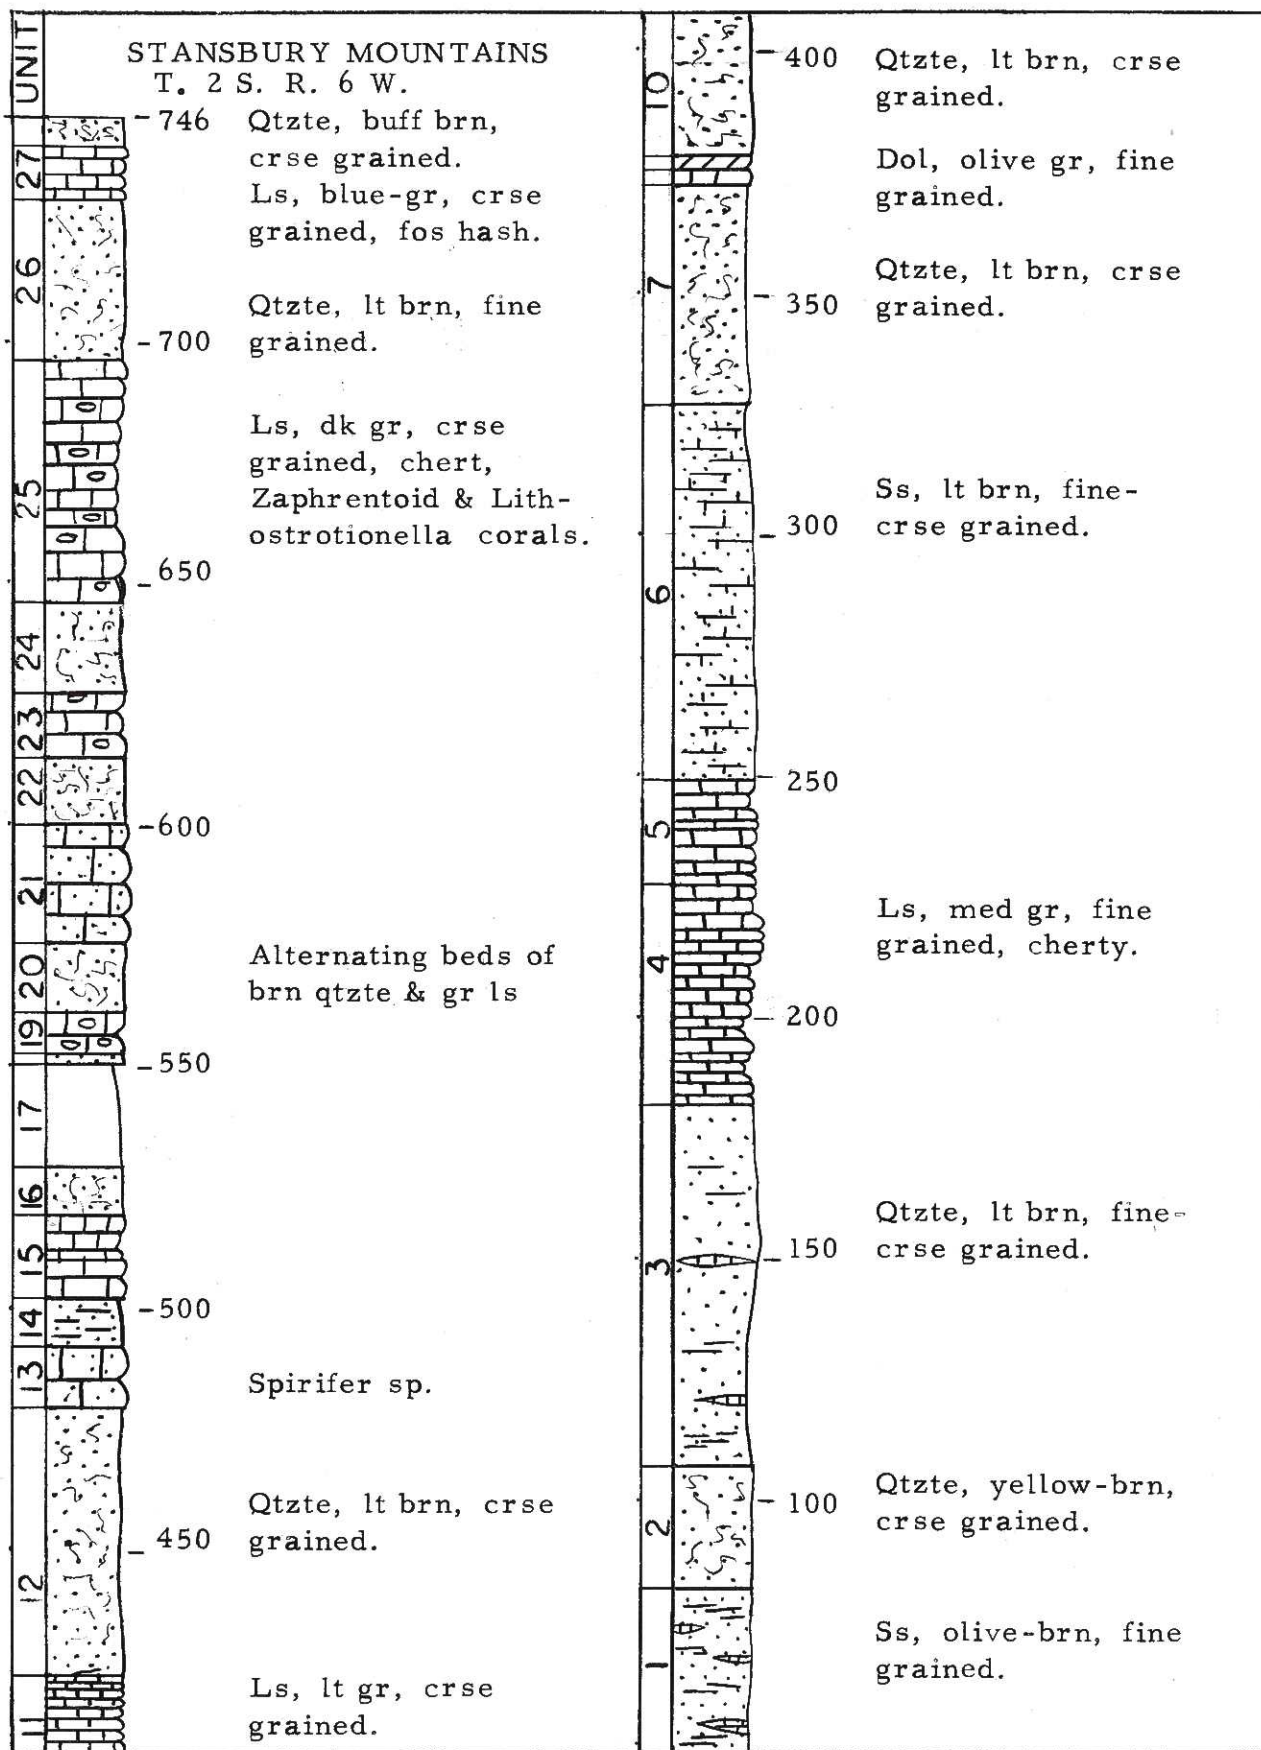 UNIT
STANSBURY MOUNTAINS
T. 2 S. R. 6 W.
746
Qtzte, buff brn,
crse grained.
27
Ls, blue-gr, crse
grained, fos hash.
26
Qtzte, lt brn, fine
grained.
700
25
Ls, dk gr, crse
grained, chert,
Zaphrentoid & Lith-
ostrotionella corals.
650
24
23
22
600
21
20
Alternating beds of
brn qtzte & gr ls
19
550
17
16
15
500
14
13
Spirifer sp.
12
Qtzte, lt brn, crse
grained.
450
11
Ls, lt gr, crse
grained.
10
400
Qtzte, lt brn, crse
grained.
Dol, olive gr, fine
grained.
7
Qtzte, lt brn, crse
grained.
350
6
Ss, lt brn, fine-
crse grained.
300
250
5
4
Ls, med gr, fine
grained, cherty.
200
3
Qtzte, lt brn, fine-
crse grained.
150
2
Qtzte, yellow-brn,
crse grained.
100
1
Ss, olive-brn, fine
grained.